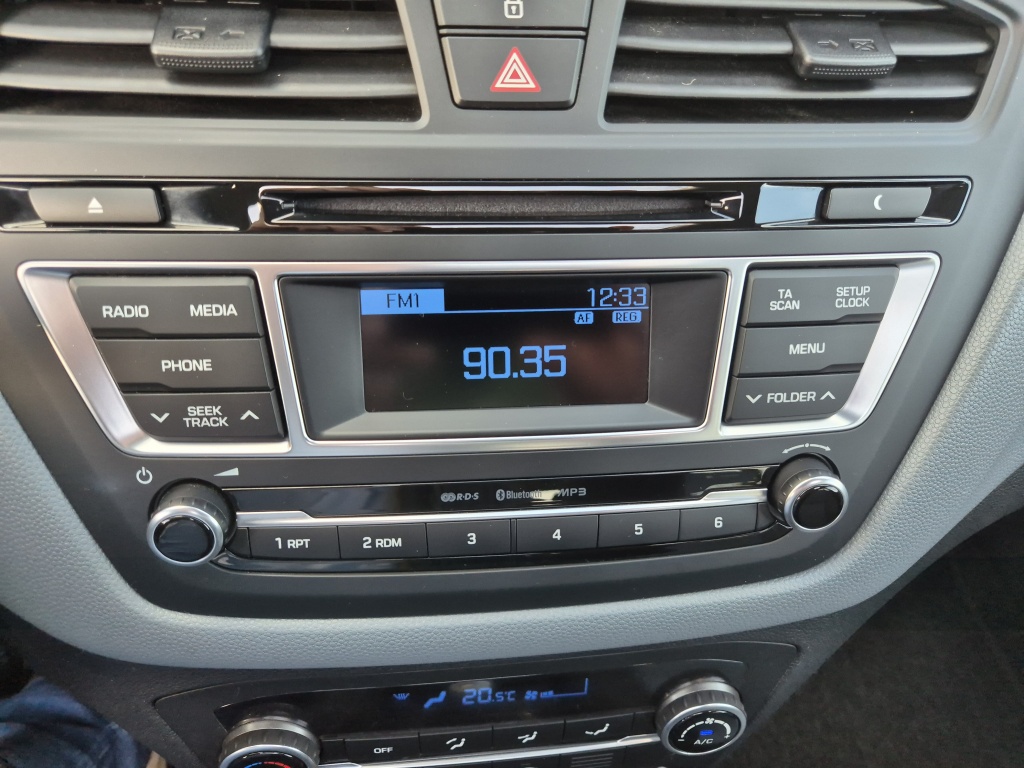 FM1 12:33
AF REG
90.35
RADIO MEDIA
PHONE
SEEK
TRACK
TA
SCAN
SETUP
CLOCK
MENU
FOLDER
R·D·S Bluetooth MP3
1 RPT 2 RDM 3 4 5 6
20.5°C
OFF
A/C